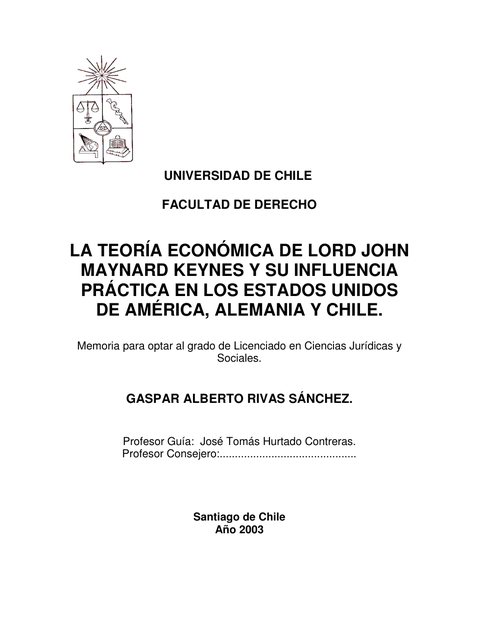 UNIVERSIDAD DE CHILE
FACULTAD DE DERECHO
LA TEORÍA ECONÓMICA DE LORD JOHN
MAYNARD KEYNES Y SU INFLUENCIA
PRÁCTICA EN LOS ESTADOS UNIDOS
DE AMÉRICA, ALEMANIA Y CHILE.
Memoria para optar al grado de Licenciado en Ciencias Jurídicas y
Sociales.
GASPAR ALBERTO RIVAS SÁNCHEZ.
Profesor Guía: José Tomás Hurtado Contreras.
Profesor Consejero:.............................................
Santiago de Chile
Año 2003